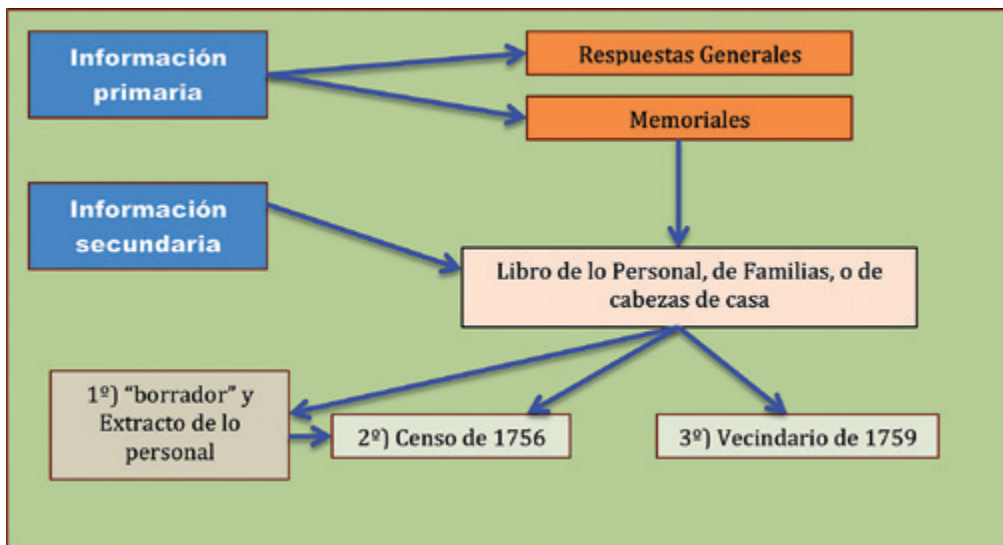 Información
primaria
Respuestas Generales
Memoriales
Información
secundaria
Libro de lo Personal, de Familias, o de
cabezas de casa
1º) “borrador” y
Extracto de lo
personal
2º) Censo de 1756
3º) Vecindario de 1759